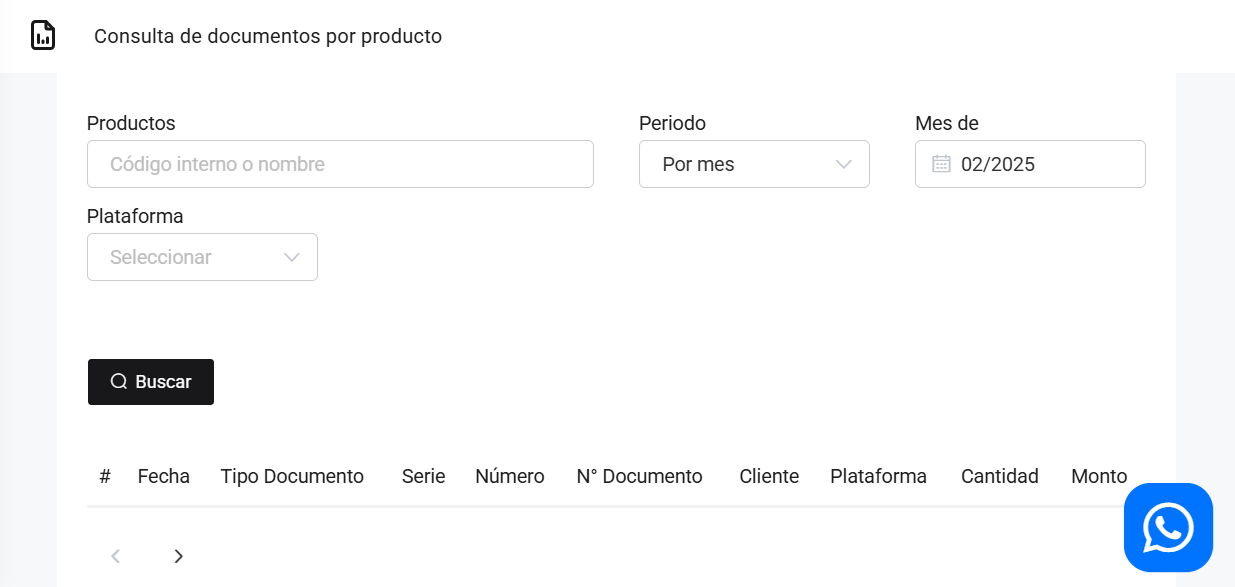 Consulta de documentos por producto
Productos
Periodo
Mes de
Código interno o nombre
Por mes
02/2025
Plataforma
Seleccionar
Buscar
# Fecha Tipo Documento Serie Número N° Documento Cliente Plataforma Cantidad Monto